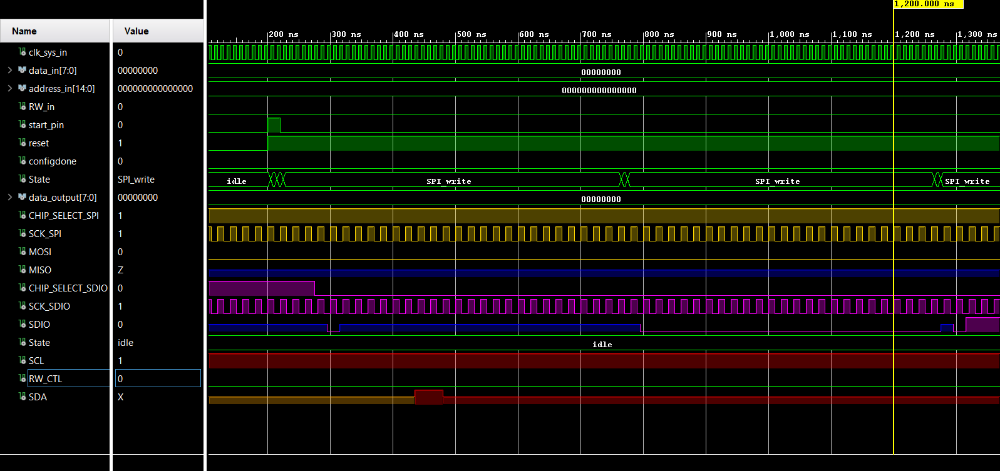 1,200.000 ns
Name Value
200 ns 300 ns 400 ns 500 ns 600 ns 700 ns 800 ns 900 ns 1,000 ns 1,100 ns 1,200 ns 1,300 ns
clk_sys_in 0
data_in[7:0] 00000000 00000000
address_in[14:0] 000000000000000 000000000000000
RW_in 0
start_pin 0
reset 1
configdone 0
State SPI_write idle SPI_write SPI_write SPI_write
data_output[7:0] 00000000 00000000
CHIP_SELECT_SPI 1
SCK_SPI 1
MOSI 0
MISO Z
CHIP_SELECT_SDIO 0
SCK_SDIO 1
SDIO 0
State idle idle
SCL 1
RW_CTL 0
SDA X